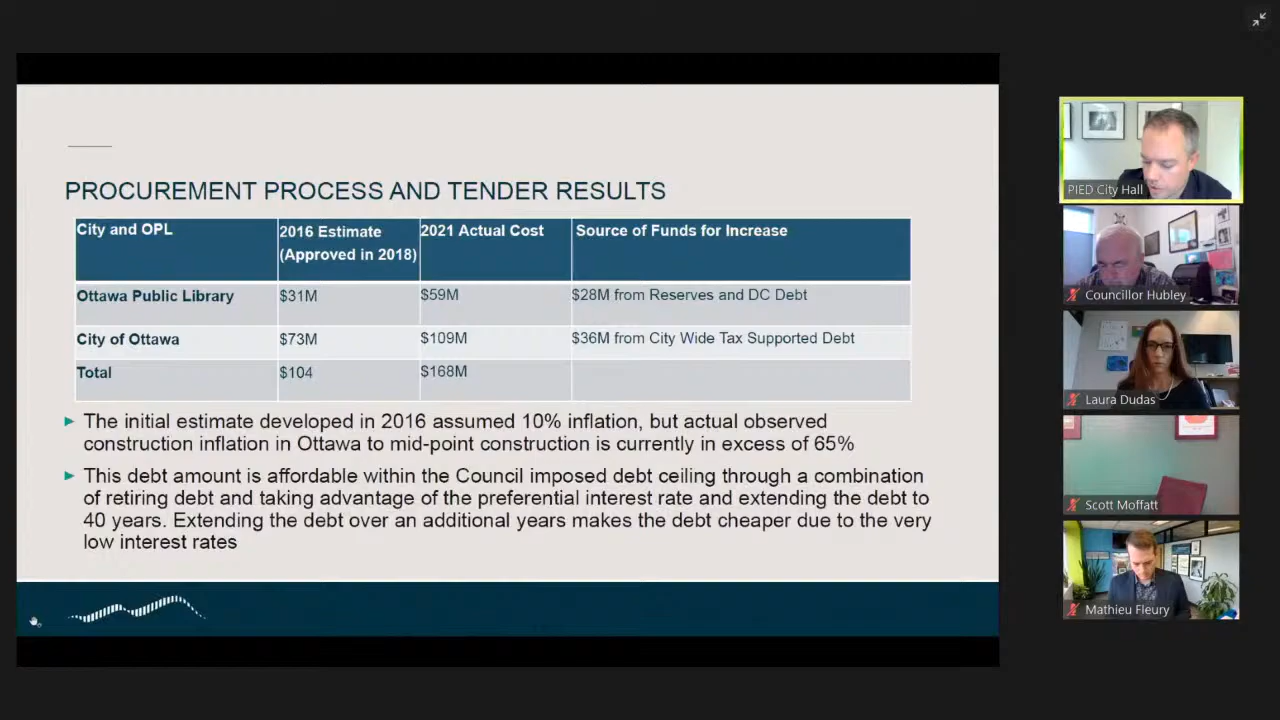 PROCUREMENT PROCESS AND TENDER RESULTS
City and OPL
2016 Estimate
(Approved in 2018)
2021 Actual Cost
Source of Funds for Increase
Ottawa Public Library
$31M
$59M
$28M from Reserves and DC Debt
City of Ottawa
$73M
$109M
$36M from City Wide Tax Supported Debt
Total
$104
$168M
The initial estimate developed in 2016 assumed 10% inflation, but actual observed
construction inflation in Ottawa to mid-point construction is currently in excess of 65%
This debt amount is affordable within the Council imposed debt ceiling through a combination
of retiring debt and taking advantage of the preferential interest rate and extending the debt to
40 years. Extending the debt over an additional years makes the debt cheaper due to the very
low interest rates
PIED City Hall
Councillor Hubley
Laura Dudas
Scott Moffatt
Mathieu Fleury